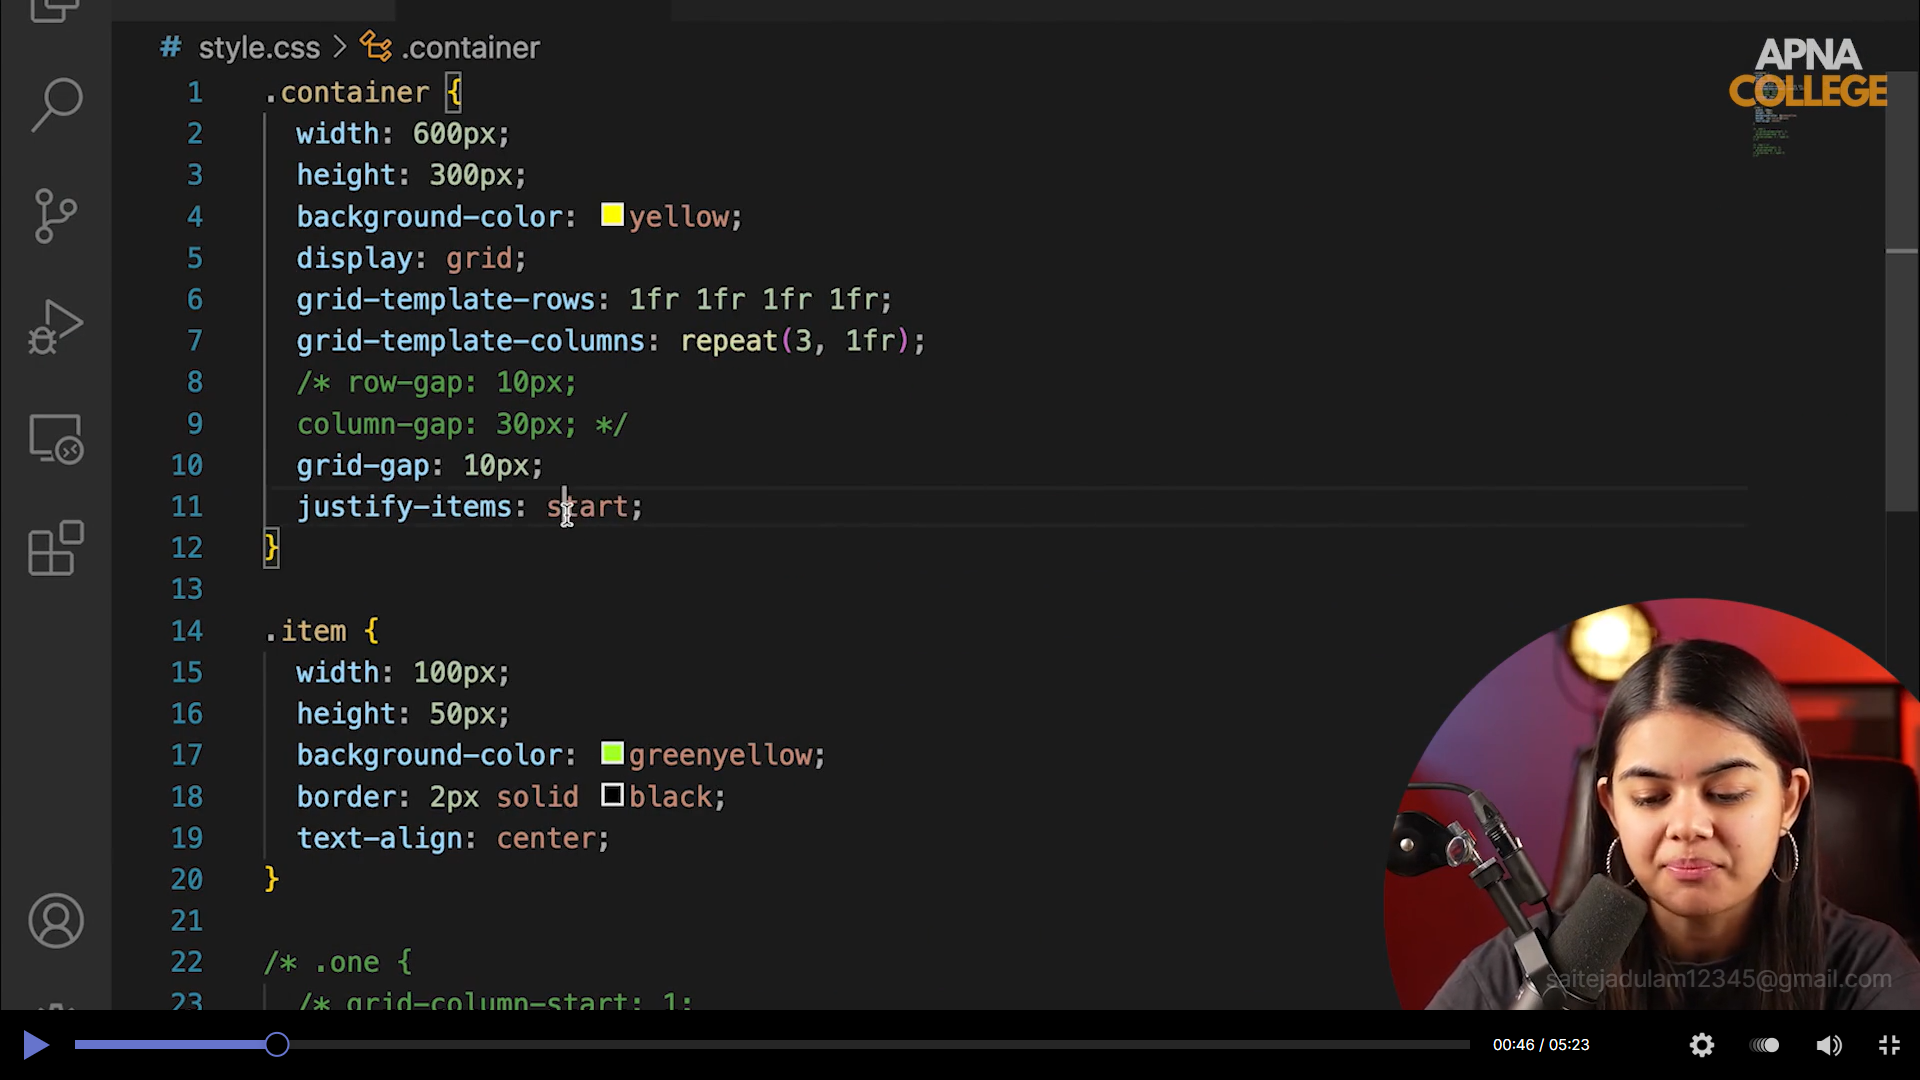 # style.css > .container
APNA
COLLEGE
1 .container {
2 width: 600px;
3 height: 300px;
4 background-color: yellow;
5 display: grid;
6 grid-template-rows: 1fr 1fr 1fr 1fr;
7 grid-template-columns: repeat(3, 1fr);
8 /* row-gap: 10px;
9 column-gap: 30px; */
10 grid-gap: 10px;
11 justify-items: start;
12 }
13
14 .item {
15 width: 100px;
16 height: 50px;
17 background-color: greenyellow;
18 border: 2px solid black;
19 text-align: center;
20 }
21
22 /* .one {
23 /* grid-column-start: 1;
saitejadulam12345@gmail.com
00:46 / 05:23